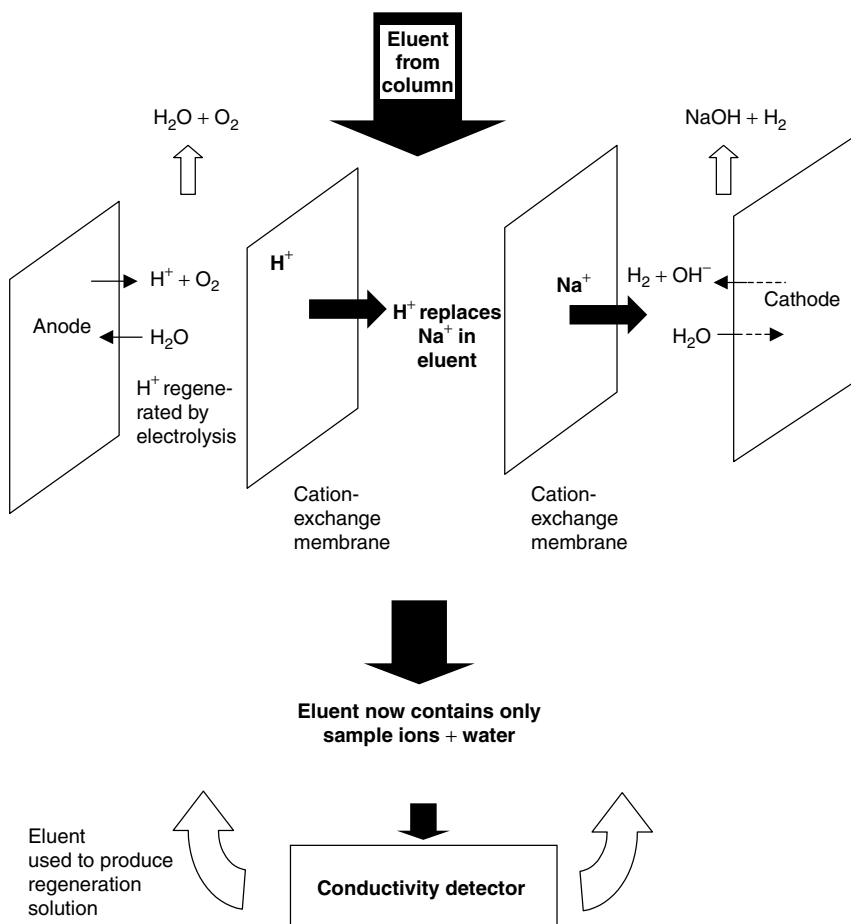 Eluent
from
column
H₂O + O₂
NaOH + H₂
H⁺
H⁺ + O₂
Anode
H₂O
H⁺ regene-
rated by
electrolysis
H⁺ replaces
Na⁺ in
eluent
Na⁺
H₂ + OH⁻
Cathode
H₂O
Cation-
exchange
membrane
Cation-
exchange
membrane
Eluent now contains only
sample ions + water
Eluent
used to produce
regeneration
solution
Conductivity detector